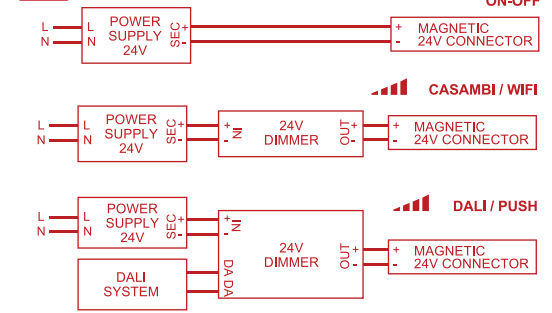 ON-OFF
L L POWER SUPPLY 24V SEC + - + - MAGNETIC 24V CONNECTOR
N N
CASAMBI / WIFI
L L POWER SUPPLY 24V SEC + - + - IN 24V DIMMER OUT + - + - MAGNETIC 24V CONNECTOR
N N
DALI / PUSH
L L POWER SUPPLY 24V SEC + - + - IN 24V DIMMER OUT + - + - MAGNETIC 24V CONNECTOR
N N
DALI SYSTEM DA DA